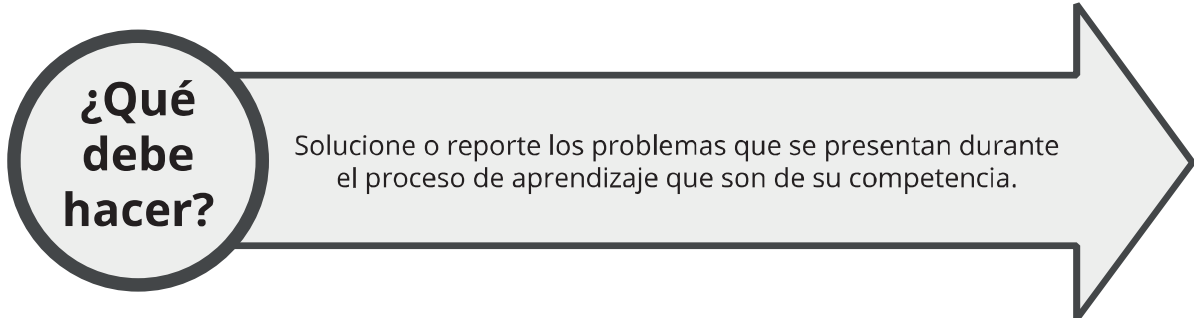 ¿Qué
debe
hacer?
Solucione o reporte los problemas que se presentan durante
el proceso de aprendizaje que son de su competencia.